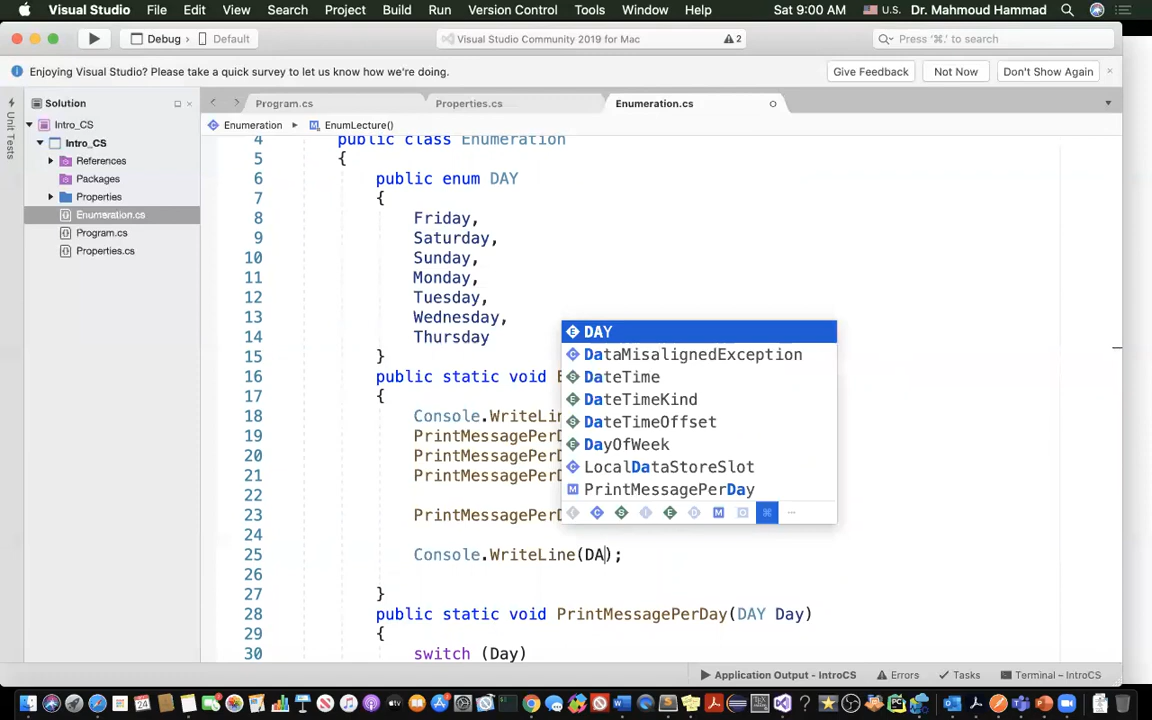 Visual Studio File Edit View Search Project Build Run Version Control Tools Window Help U.S. Sat 9:00 AM Dr. Mahmoud Hammad
Debug › Default Visual Studio Community 2019 for Mac 2 Press '⌘.' to search
Enjoying Visual Studio? Please take a quick survey to let us know how we're doing. Give Feedback Not Now Don't Show Again ×
Unit Tests
Solution
Program.cs Properties.cs Enumeration.cs
Intro_CS
Enumeration EnumLecture()
Intro_CS
References
Packages
Properties
Enumeration.cs
Program.cs
Properties.cs
4 public class Enumeration
5 {
6 public enum DAY
7 {
8 Friday,
9 Saturday,
10 Sunday,
11 Monday,
12 Tuesday,
13 Wednesday,
14 Thursday
15 }
16 public static void
17 {
18 Console.WriteLin
19 PrintMessagePerD
20 PrintMessagePerD
21 PrintMessagePerD
22
23 PrintMessagePerD
24
25 Console.WriteLine(DA);
26
27 }
28 public static void PrintMessagePerDay(DAY Day)
29 {
30 switch (Day)
DAY
DataMisalignedException
DateTime
DateTimeKind
DateTimeOffset
DayOfWeek
LocalDataStoreSlot
PrintMessagePerDay
Application Output – IntroCS Errors Tasks Terminal – IntroCS